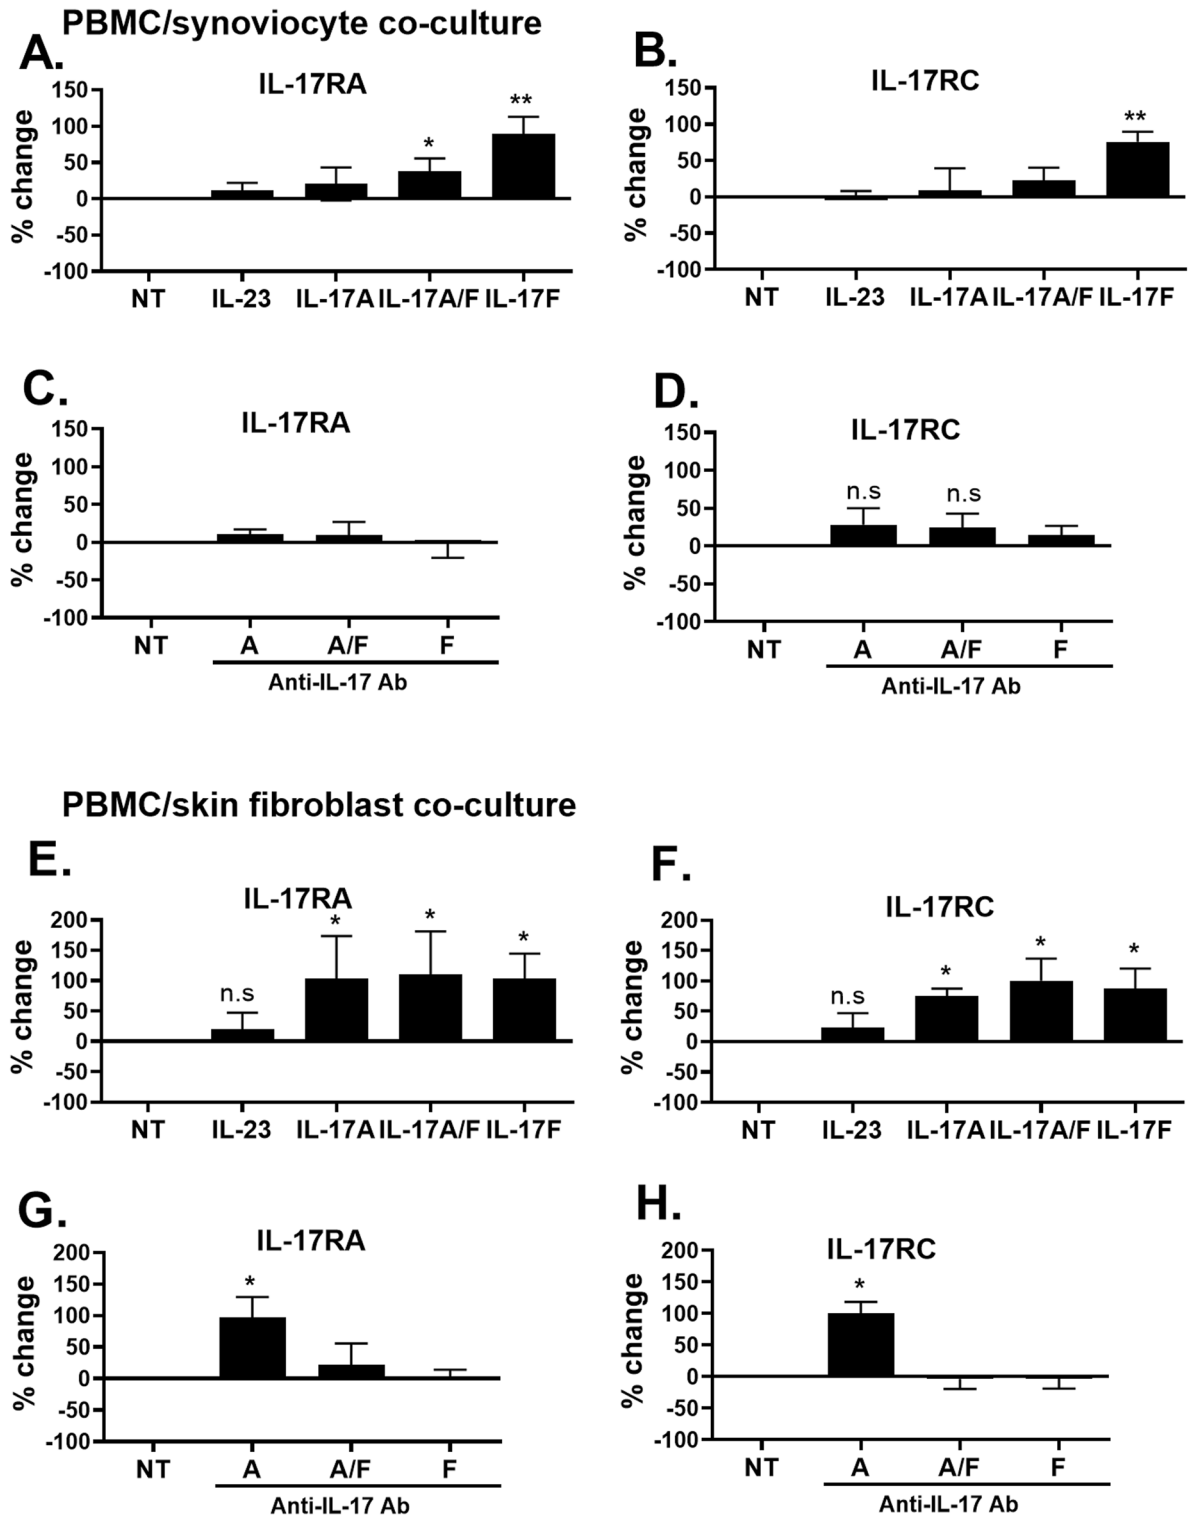 PBMC/synoviocyte co-culture
A.
IL-17RA
% change
150
100
50
0
-50
-100
*
**
NT IL-23 IL-17A IL-17A/F IL-17F
B.
IL-17RC
% change
150
100
50
0
-50
-100
**
NT IL-23 IL-17A IL-17A/F IL-17F
C.
IL-17RA
% change
150
100
50
0
-50
-100
NT A A/F F
Anti-IL-17 Ab
D.
IL-17RC
% change
150
100
50
0
-50
-100
n.s n.s
NT A A/F F
Anti-IL-17 Ab
PBMC/skin fibroblast co-culture
E.
IL-17RA
% change
200
150
100
50
0
-50
-100
n.s * * *
NT IL-23 IL-17A IL-17A/F IL-17F
F.
IL-17RC
% change
200
150
100
50
0
-50
-100
n.s * * *
NT IL-23 IL-17A IL-17A/F IL-17F
G.
IL-17RA
% change
200
150
100
50
0
-50
-100
*
NT A A/F F
Anti-IL-17 Ab
H.
IL-17RC
% change
200
150
100
50
0
-50
-100
*
NT A A/F F
Anti-IL-17 Ab